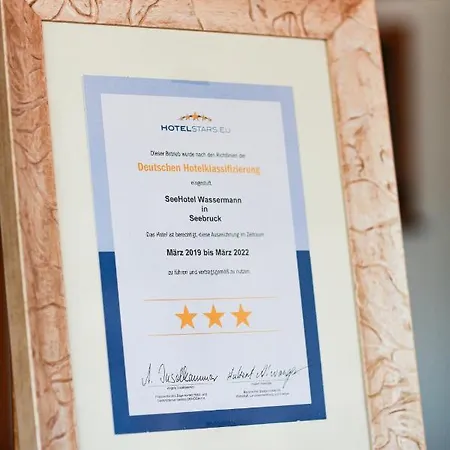 HOTELSTARS.EU
Dieser Betrieb wurde nach den Richtlinien der
Deutschen Hotelklassifizierung
eingestuft.
SeeHotel Wassermann
in
Seebruck
Das Hotel ist berechtigt, diese Auszeichnung im Zeitraum
März 2019 bis März 2022
zu führen und vertragsgemäß zu nutzen.